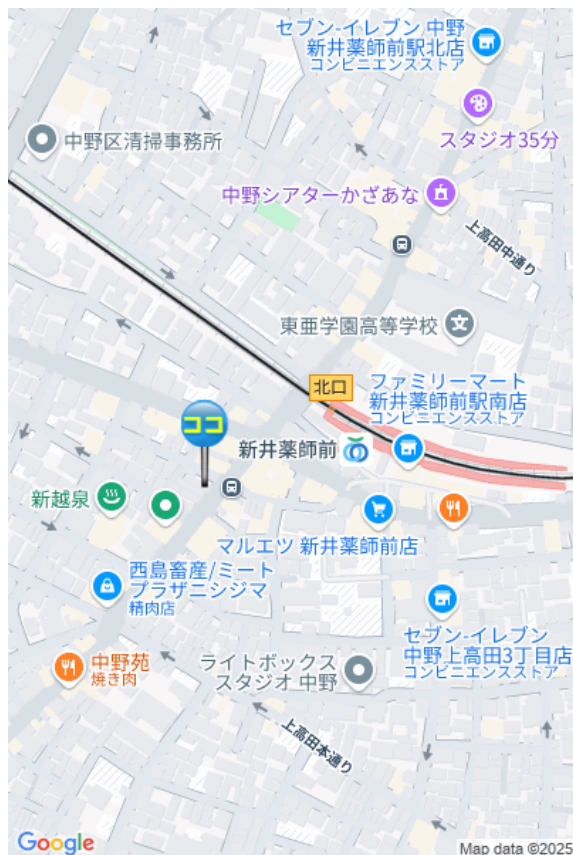 セブン-イレブン 中野
新井薬師前駅北店
コンビニエンスストア
スタジオ35分
中野区清掃事務所
中野シアターかざあな
上高田中通り
東亜学園高等学校
文
北口
ファミリーマート
新井薬師前駅南店
コンビニエンスストア
ココ
新井薬師前
新越泉
マルエツ 新井薬師前店
西島畜産/ミート
プラザニシジマ
精肉店
セブン-イレブン
中野上高田3丁目店
コンビニエンスストア
中野苑
焼き肉
ライトボックス
スタジオ 中野
上高田本通り
Google
Map data ©2025